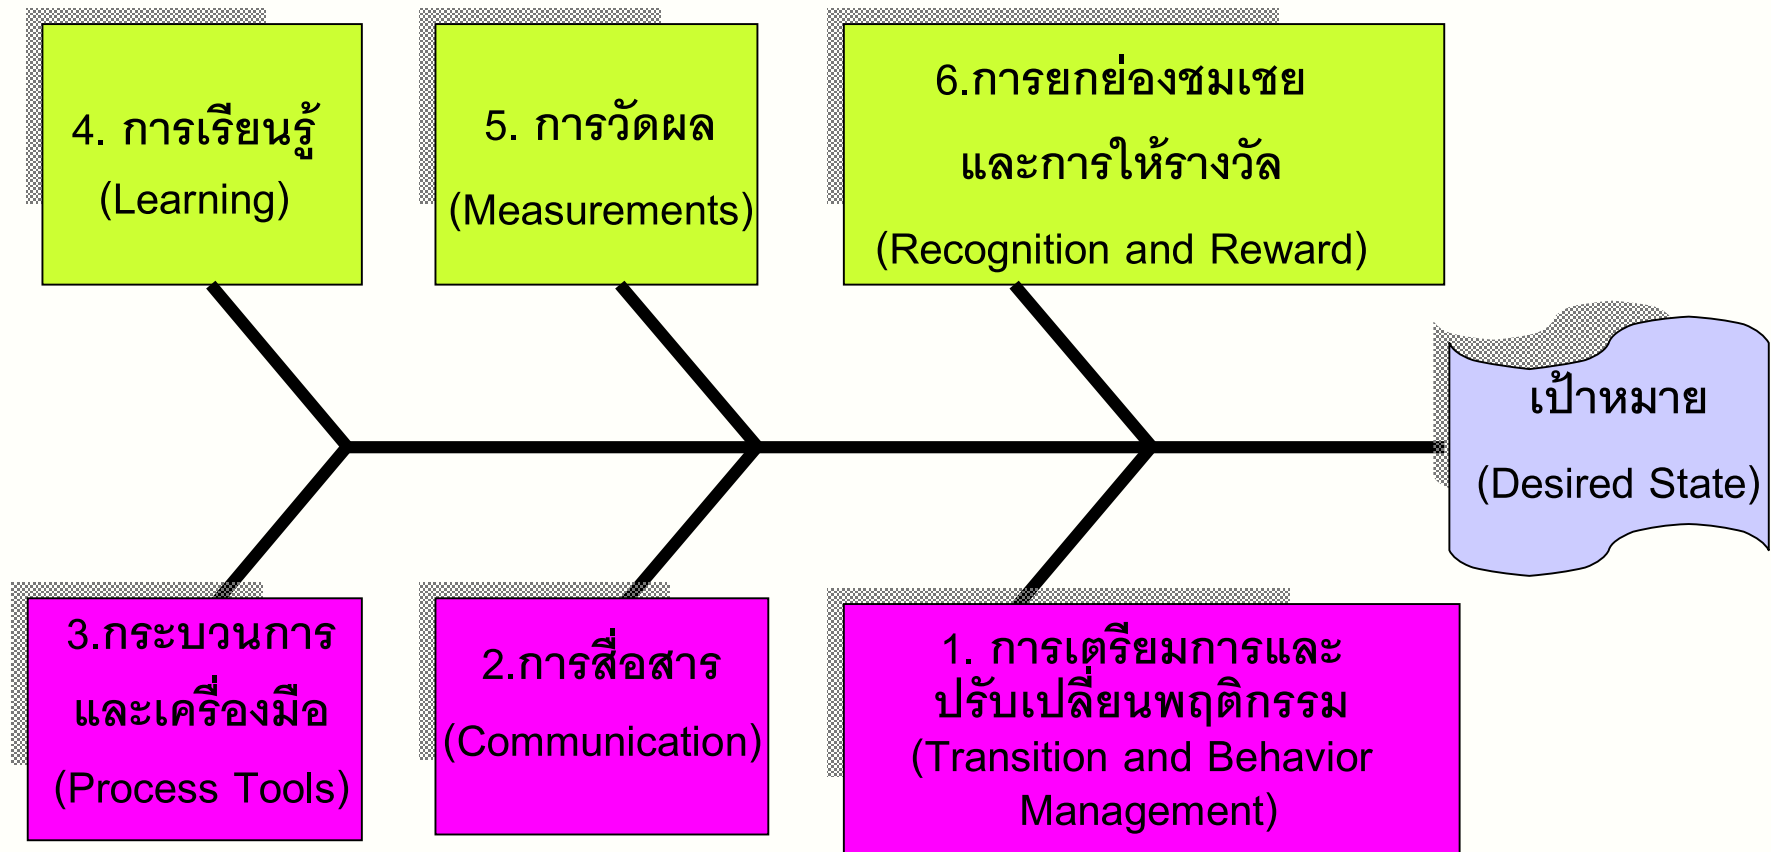 4. การเรียนรู้
(Learning)
5. การวัดผล
(Measurements)
6.การยกย่องชมเชย
และการให้รางวัล
(Recognition and Reward)
เป้าหมาย
(Desired State)
3.กระบวนการ
และเครื่องมือ
(Process Tools)
2.การสื่อสาร
(Communication)
1. การเตรียมการและ
ปรับเปลี่ยนพฤติกรรม
(Transition and Behavior
Management)